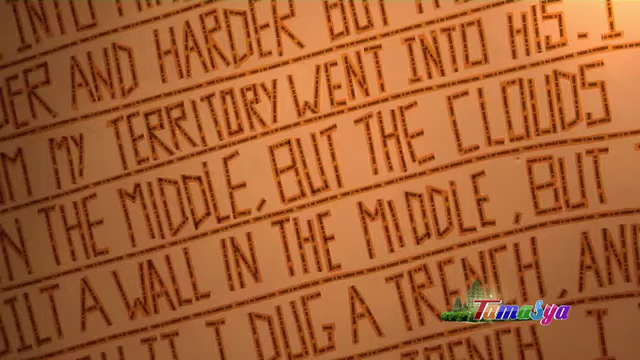 INTO
DER AND HARDER BUT
M MY TERRITORY WENT INTO HIS. I
N THE MIDDLE, BUT THE CLOUDS
ILT A WALL IN THE MIDDLE, BUT
I DUG A TRENCH, AN
TRENCH
Tamasya